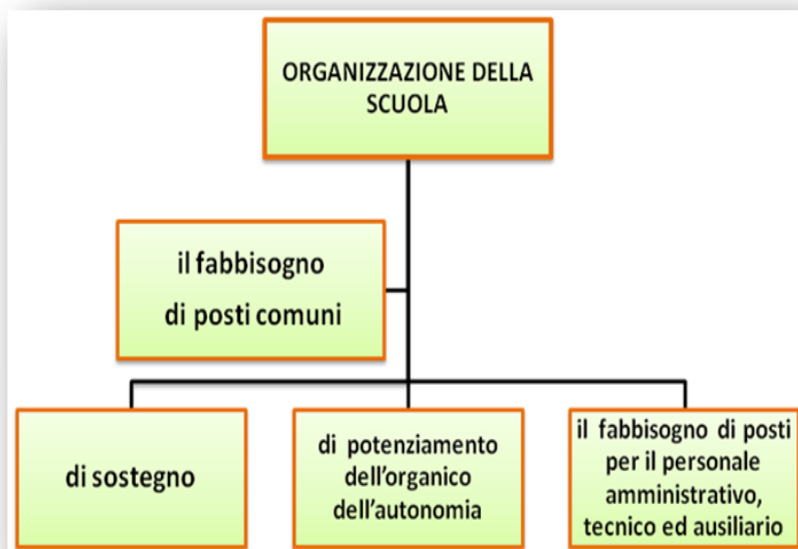 ORGANIZZAZIONE DELLA
SCUOLA
il fabbisogno
di posti comuni
di sostegno
di potenziamento
dell'organico
dell'autonomia
il fabbisogno di posti
per il personale
amministrativo,
tecnico ed ausiliario